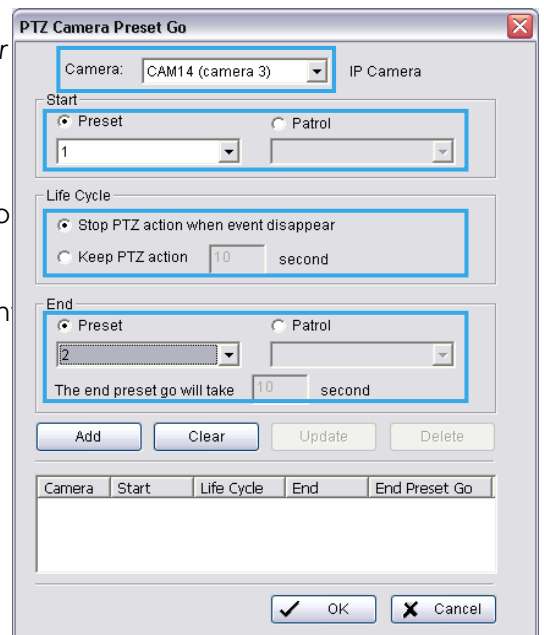 PTZ Camera Preset Go
r
Camera: CAM14 (camera 3) IP Camera
Start
Preset Patrol
1
Life Cycle
o
Stop PTZ action when event disappear
Keep PTZ action 10 second
End
Preset Patrol
2
The end preset go will take 10 second
Add Clear Update Delete
Camera Start Life Cycle End End Preset Go
OK Cancel